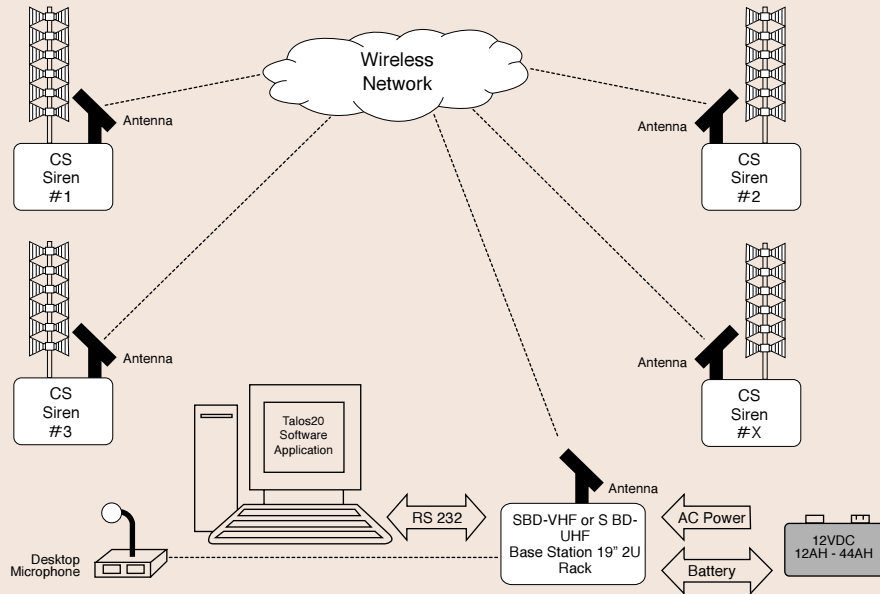 Wireless
Network
Antenna
CS
Siren
#1
Antenna
CS
Siren
#2
Antenna
CS
Siren
#3
Antenna
CS
Siren
#X
Talos20
Software
Application
RS 232
Antenna
SBD-VHF or S BD-
UHF
Base Station 19" 2U
Rack
AC Power
Battery
12VDC
12AH - 44AH
Desktop
Microphone